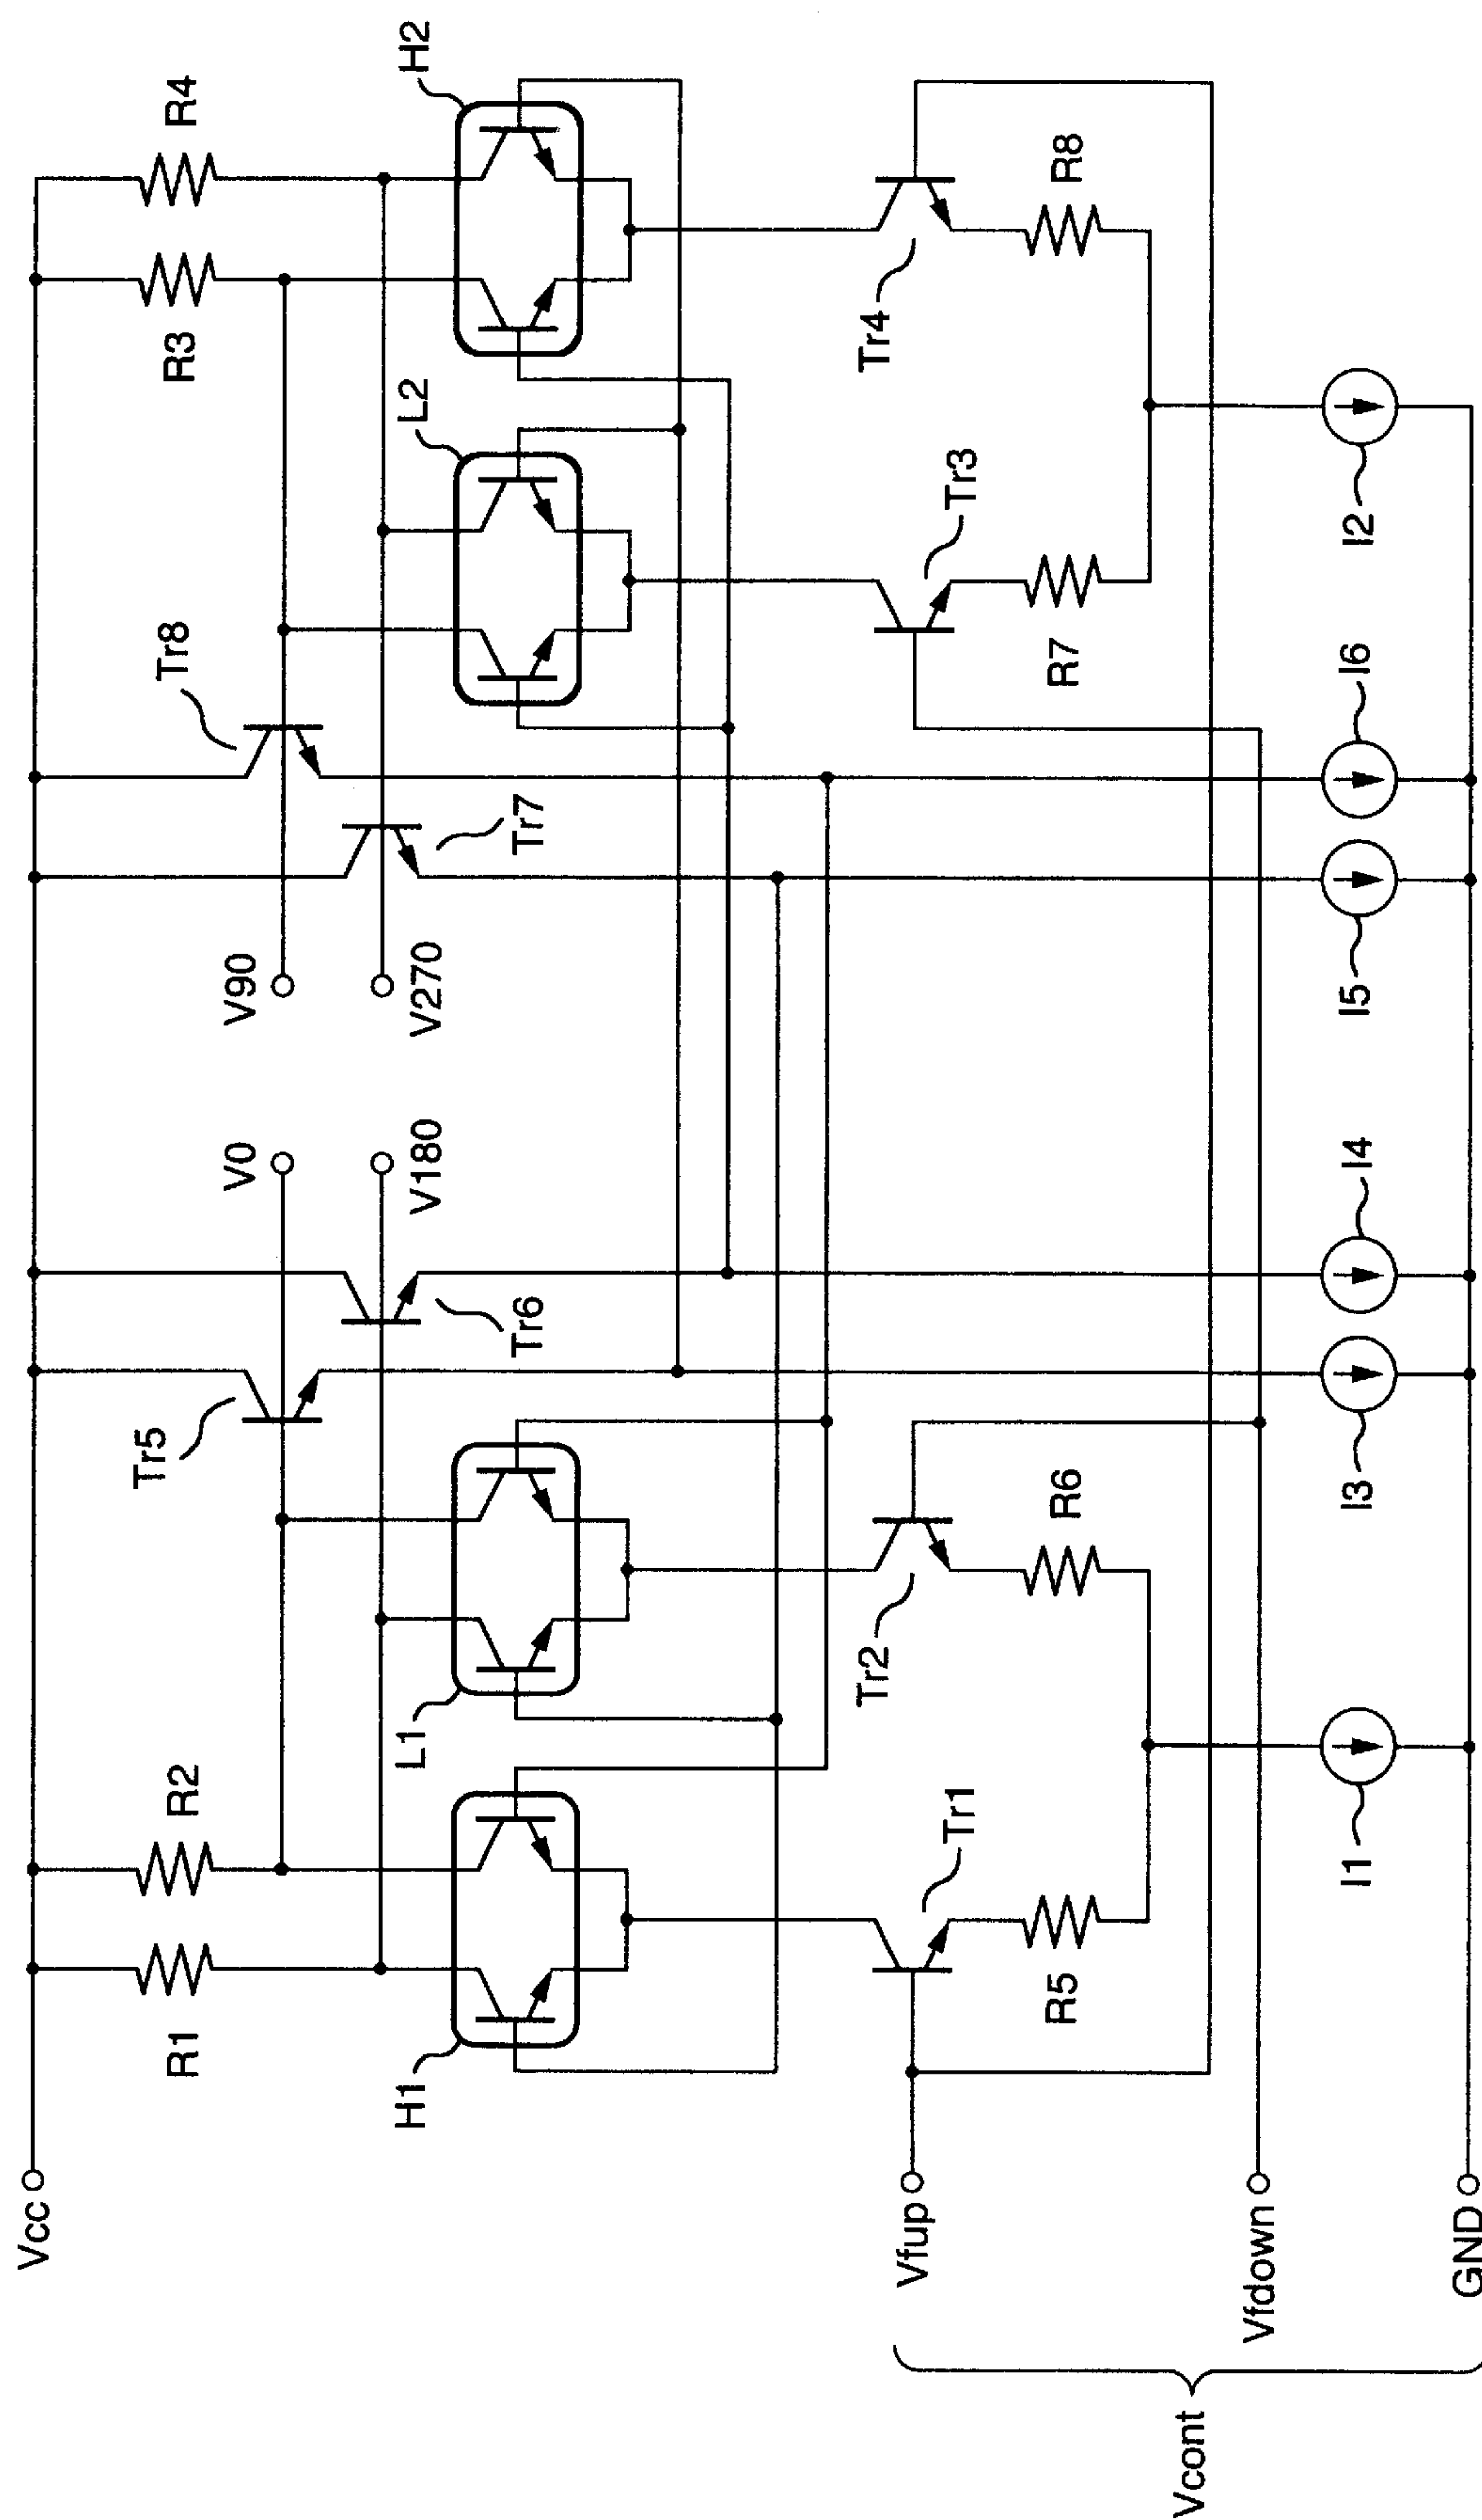 Vcc
R1
R2
R3
R4
Tr5
V0
V90
Tr8
H1
L1
Tr6
V180
V270
Tr7
L2
H2
Vfup
Tr1
Tr2
Tr3
Tr4
R5
R6
R7
R8
Vfdown
Vcont
I1
I3
I4
I5
I6
I2
GND